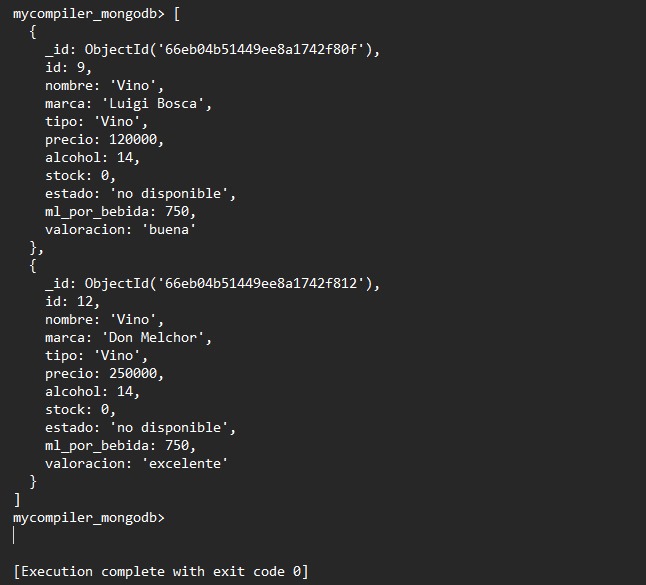 mycompiler_mongodb> [
  {
    _id: ObjectId('66eb04b51449ee8a1742f80f'),
    id: 9,
    nombre: 'Vino',
    marca: 'Luigi Bosca',
    tipo: 'Vino',
    precio: 120000,
    alcohol: 14,
    stock: 0,
    estado: 'no disponible',
    ml_por_bebida: 750,
    valoracion: 'buena'
  },
  {
    _id: ObjectId('66eb04b51449ee8a1742f812'),
    id: 12,
    nombre: 'Vino',
    marca: 'Don Melchor',
    tipo: 'Vino',
    precio: 250000,
    alcohol: 14,
    stock: 0,
    estado: 'no disponible',
    ml_por_bebida: 750,
    valoracion: 'excelente'
  }
]
mycompiler_mongodb>
[Execution complete with exit code 0]